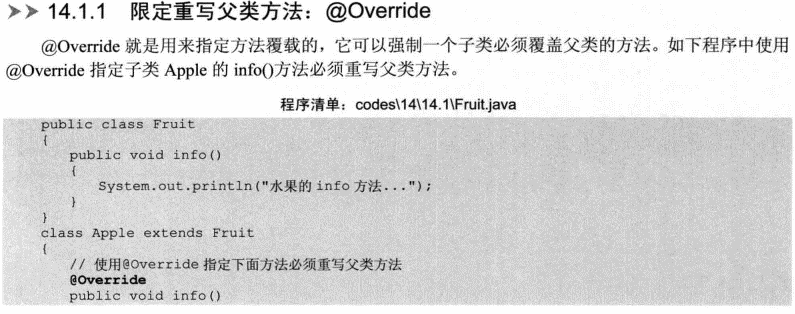 >> 14.1.1 限定重写父类方法：@Override
@Override 就是用来指定方法覆载的，它可以强制一个子类必须覆盖父类的方法。如下程序中使用
@Override 指定子类 Apple 的 info()方法必须重写父类方法。
程序清单：codes\14\14.1\Fruit.java
public class Fruit
{
public void info()
{
System.out.println("水果的 info 方法...");
}
}
class Apple extends Fruit
{
// 使用@Override 指定下面方法必须重写父类方法
@Override
public void info()